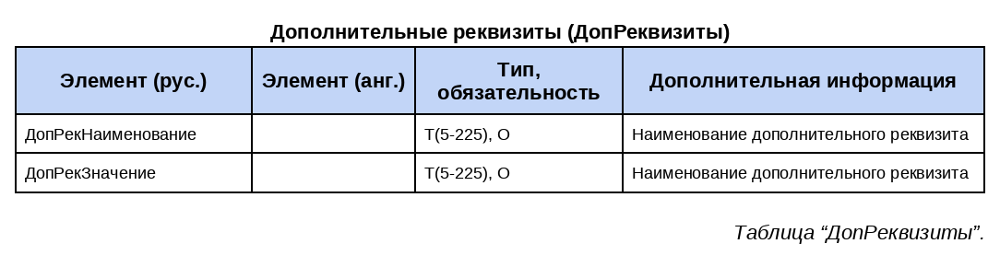 Дополнительные реквизиты (ДопРеквизиты)
Элемент (рус.) Элемент (анг.) Тип, обязательность Дополнительная информация
ДопРекНаименование Т(5-225), О Наименование дополнительного реквизита
ДопРекЗначение Т(5-225), О Наименование дополнительного реквизита
Таблица “ДопРеквизиты”.